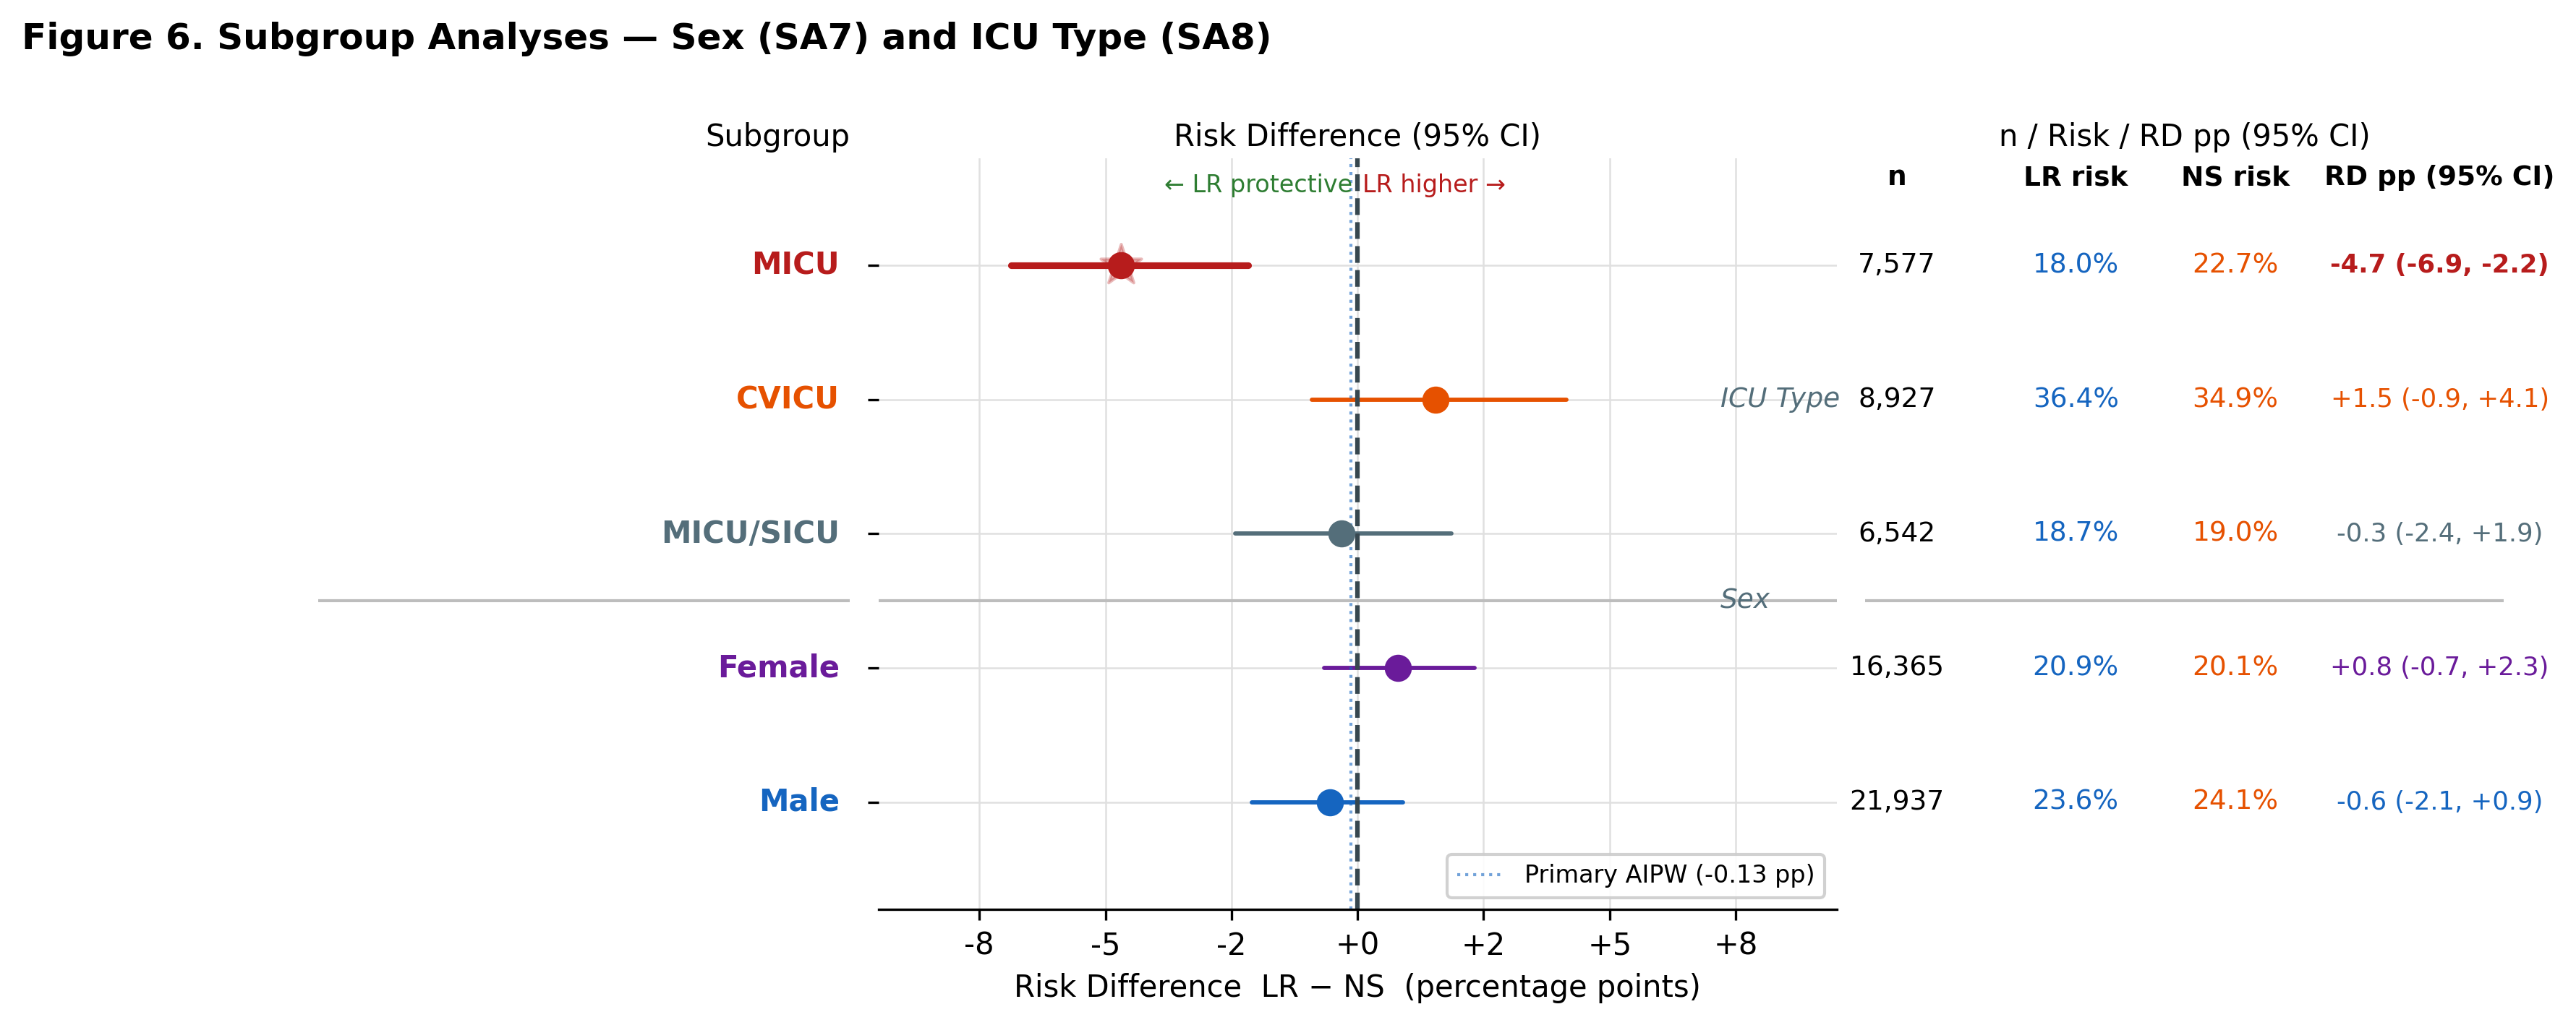 Figure 6. Subgroup Analyses — Sex (SA7) and ICU Type (SA8)
Subgroup Risk Difference (95% CI) n / Risk / RD pp (95% CI)
← LR protective LR higher → n LR risk NS risk RD pp (95% CI)
MICU 7,577 18.0% 22.7% -4.7 (-6.9, -2.2)
CVICU ICU Type 8,927 36.4% 34.9% +1.5 (-0.9, +4.1)
MICU/SICU 6,542 18.7% 19.0% -0.3 (-2.4, +1.9)
Sex
Female 16,365 20.9% 20.1% +0.8 (-0.7, +2.3)
Male 21,937 23.6% 24.1% -0.6 (-2.1, +0.9)
Primary AIPW (-0.13 pp)
-8 -5 -2 +0 +2 +5 +8
Risk Difference LR − NS (percentage points)